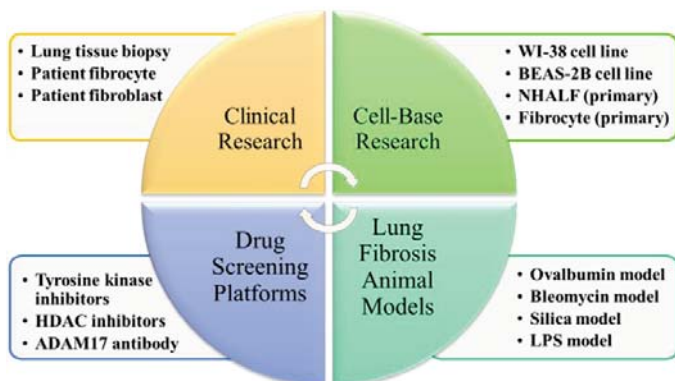 • Lung tissue biopsy
• Patient fibrocyte
• Patient fibroblast
Clinical
Research
Cell-Base
Research
• WI-38 cell line
• BEAS-2B cell line
• NHALF (primary)
• Fibrocyte (primary)
• Tyrosine kinase
inhibitors
• HDAC inhibitors
• ADAM17 antibody
Drug
Screening
Platforms
Lung
Fibrosis
Animal
Models
• Ovalbumin model
• Bleomycin model
• Silica model
• LPS model